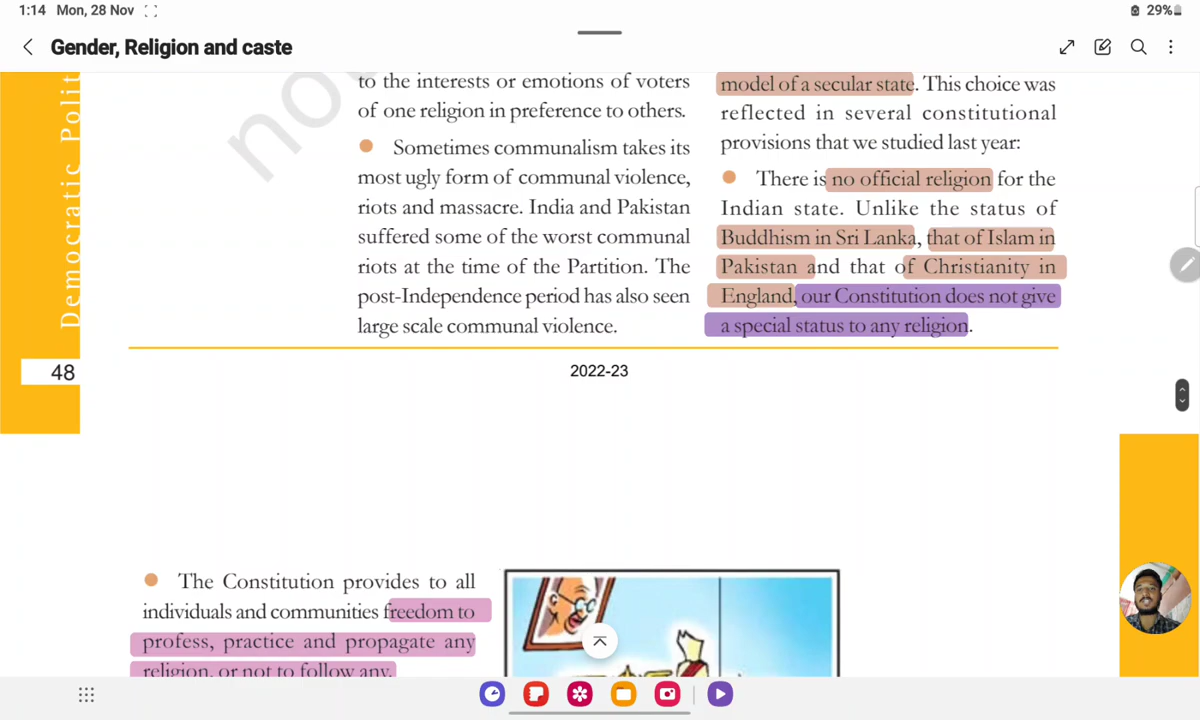 1:14 Mon, 28 Nov
29%
Gender, Religion and caste
Democratic Polit
no
to the interests or emotions of voters
of one religion in preference to others.
Sometimes communalism takes its
most ugly form of communal violence,
riots and massacre. India and Pakistan
suffered some of the worst communal
riots at the time of the Partition. The
post-Independence period has also seen
large scale communal violence.
model of a secular state. This choice was
reflected in several constitutional
provisions that we studied last year:
There is no official religion for the
Indian state. Unlike the status of
Buddhism in Sri Lanka, that of Islam in
Pakistan and that of Christianity in
England, our Constitution does not give
a special status to any religion.
48
2022-23
The Constitution provides to all
individuals and communities freedom to
profess, practice and propagate any
religion, or not to follow any.